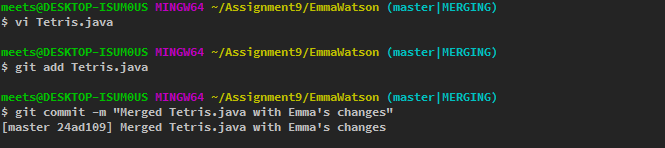 meets@DESKTOP-ISUM0US MINGW64 ~/Assignment9/EmmaWatson (master|MERGING)
$ vi Tetris.java
meets@DESKTOP-ISUM0US MINGW64 ~/Assignment9/EmmaWatson (master|MERGING)
$ git add Tetris.java
meets@DESKTOP-ISUM0US MINGW64 ~/Assignment9/EmmaWatson (master|MERGING)
$ git commit -m "Merged Tetris.java with Emma's changes"
[master 24ad109] Merged Tetris.java with Emma's changes